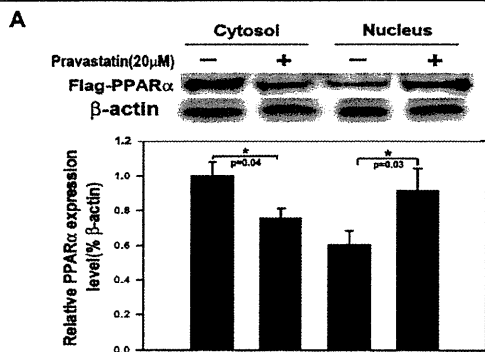 A
Cytosol Nucleus
Pravastatin(20μM) − + − +
Flag-PPARα
β-actin
Relative PPARα expression
level(% β-actin)
1.2
1.0
0.8
0.6
0.4
0.2
0.0
*
p=0.04
*
p=0.03